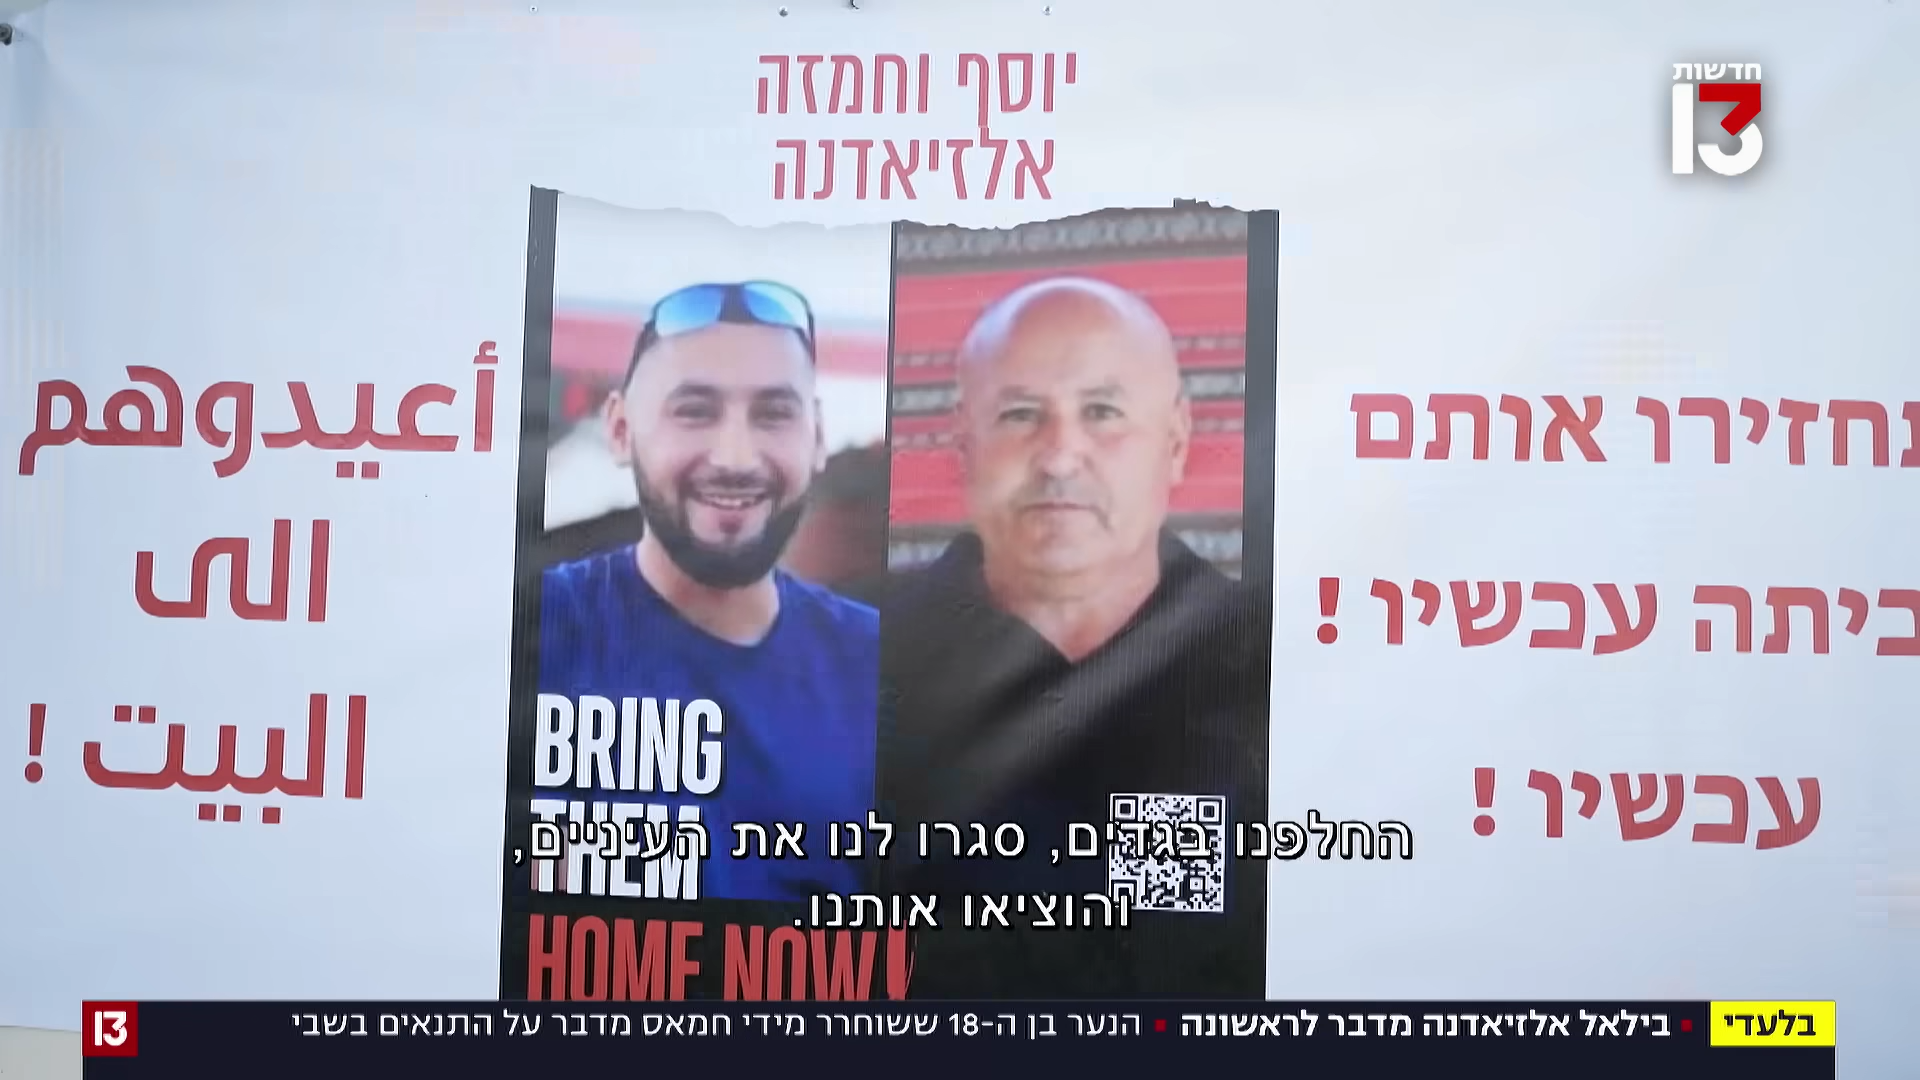 יוסף וחמזה
אלזיאדנה
חדשות
13
أعيدوهم
الى
البيت !
תחזירו אותם
ביתה עכשיו !
עכשיו !
BRING
THEM
HOME NOW!
החלפנו בגדים, סגרו לנו את העיניים,
והוציאו אותנו.
בלעדי
בילאל אלזיאדנה מדבר לראשונה ▪ הנער בן ה-18 ששוחרר מידי חמאס מדבר על התנאים בשבי
13